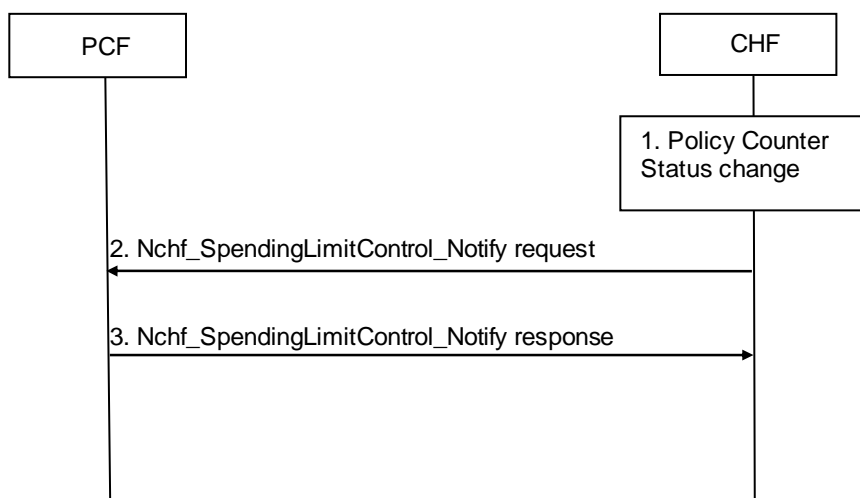 PCF
CHF
1. Policy Counter
Status change
2. Nchf_SpendingLimitControl_Notify request
3. Nchf_SpendingLimitControl_Notify response